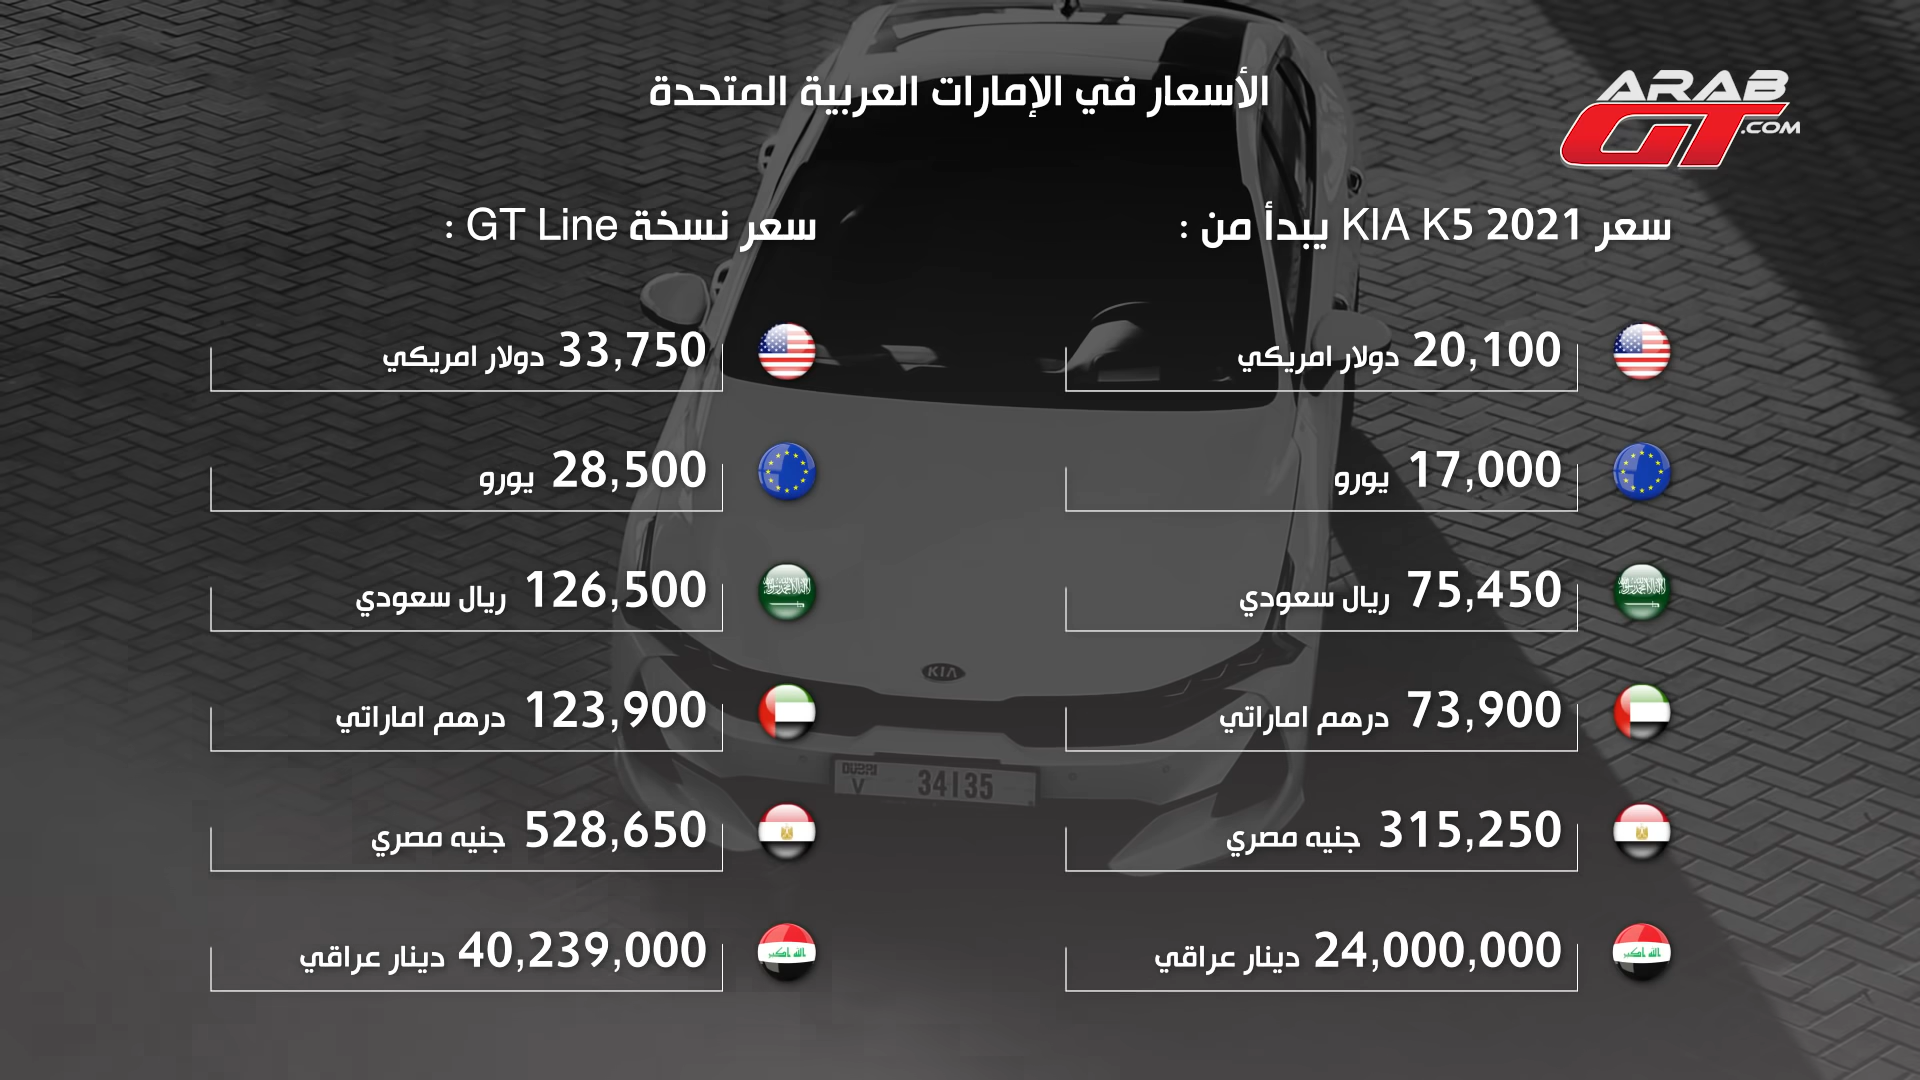 ARAB
GT.COM
الأسعار في الإمارات العربية المتحدة
سعر KIA K5 2021 يبدأ من :
20,100 دولار امريكي
17,000 يورو
75,450 ريال سعودي
73,900 درهم اماراتي
315,250 جنيه مصري
24,000,000 دينار عراقي
سعر نسخة GT Line :
33,750 دولار امريكي
28,500 يورو
126,500 ريال سعودي
123,900 درهم اماراتي
528,650 جنيه مصري
40,239,000 دينار عراقي
KIA
DUBAI
V 34135